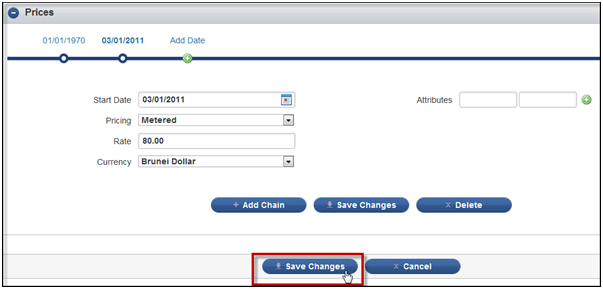 Prices
01/01/1970 03/01/2011 Add Date
Start Date 03/01/2011 Attributes
Pricing Metered
Rate 80.00
Currency Brunei Dollar
Add Chain Save Changes Delete
Save Changes Cancel